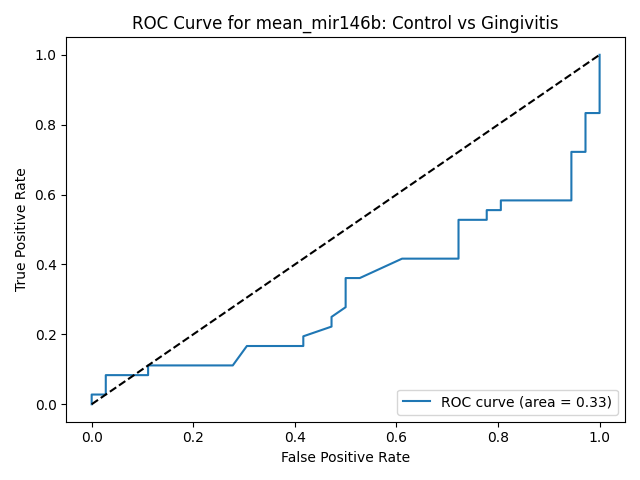 ROC Curve for mean_mir146b: Control vs Gingivitis
True Positive Rate
1.0
0.8
0.6
0.4
0.2
0.0
0.0 0.2 0.4 0.6 0.8 1.0
False Positive Rate
ROC curve (area = 0.33)